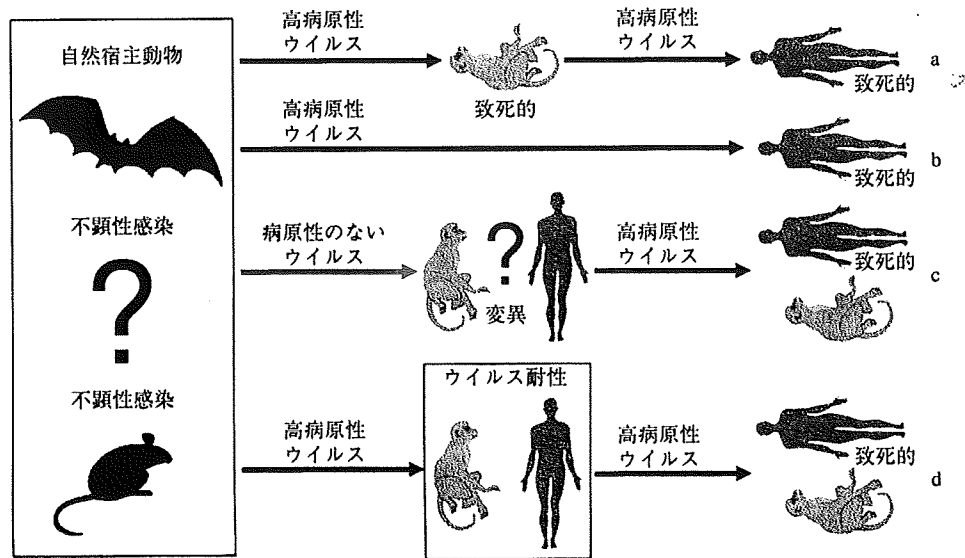 自然宿主動物
不顕性感染
?
不顕性感染
高病原性
ウイルス
致死的
高病原性
ウイルス
致死的
a
高病原性
ウイルス
致死的
b
病原性のない
ウイルス
?
変異
高病原性
ウイルス
致死的
c
高病原性
ウイルス
ウイルス耐性
高病原性
ウイルス
致死的
d